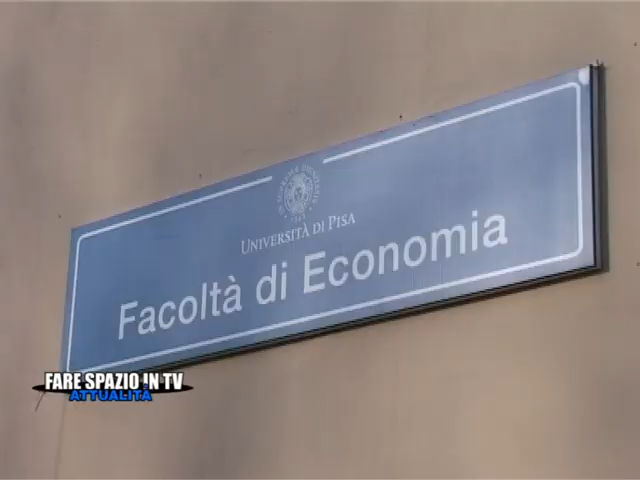 Università di Pisa
Facoltà di Economia
FARE SPAZIO IN TV
ATTUALITÀ